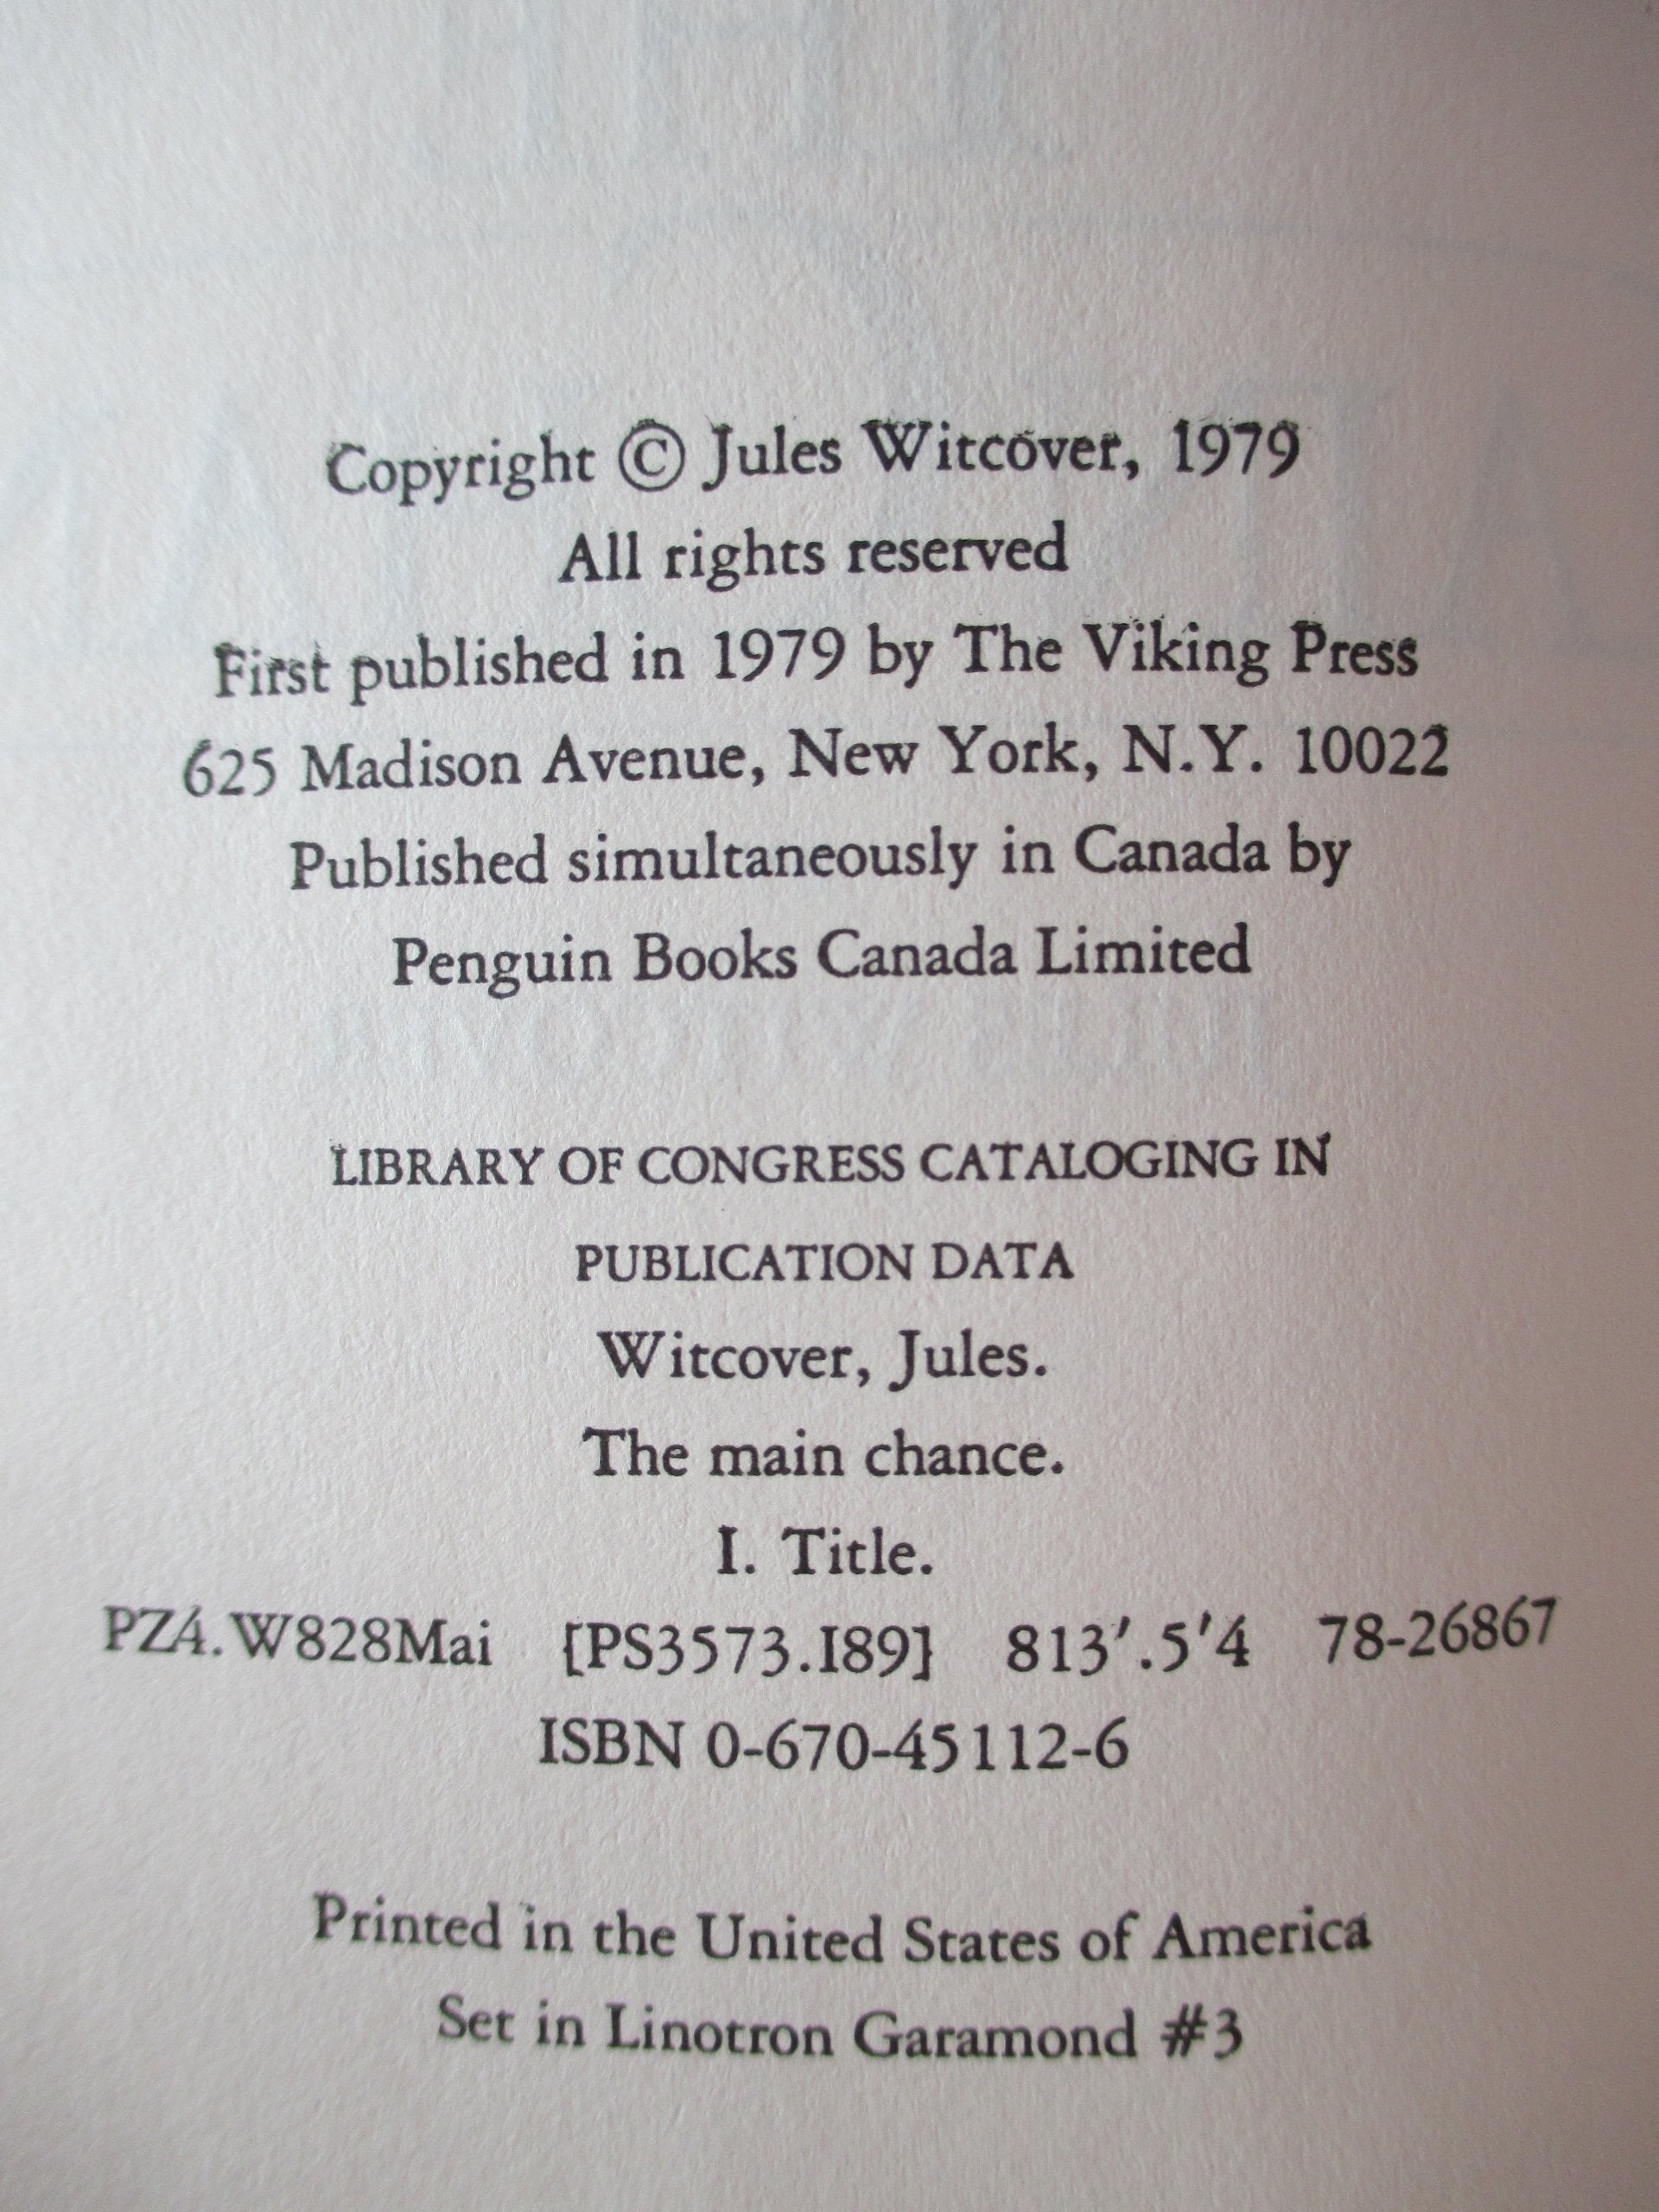 Copyright © Jules Witcover, 1979
All rights reserved
First published in 1979 by The Viking Press
625 Madison Avenue, New York, N.Y. 10022
Published simultaneously in Canada by
Penguin Books Canada Limited
LIBRARY OF CONGRESS CATALOGING IN
PUBLICATION DATA
Witcover, Jules.
The main chance.
I. Title.
PZ4.W828Mai [PS3573.I89] 813'.5'4 78-26867
ISBN 0-670-45112-6
Printed in the United States of America
Set in Linotron Garamond #3